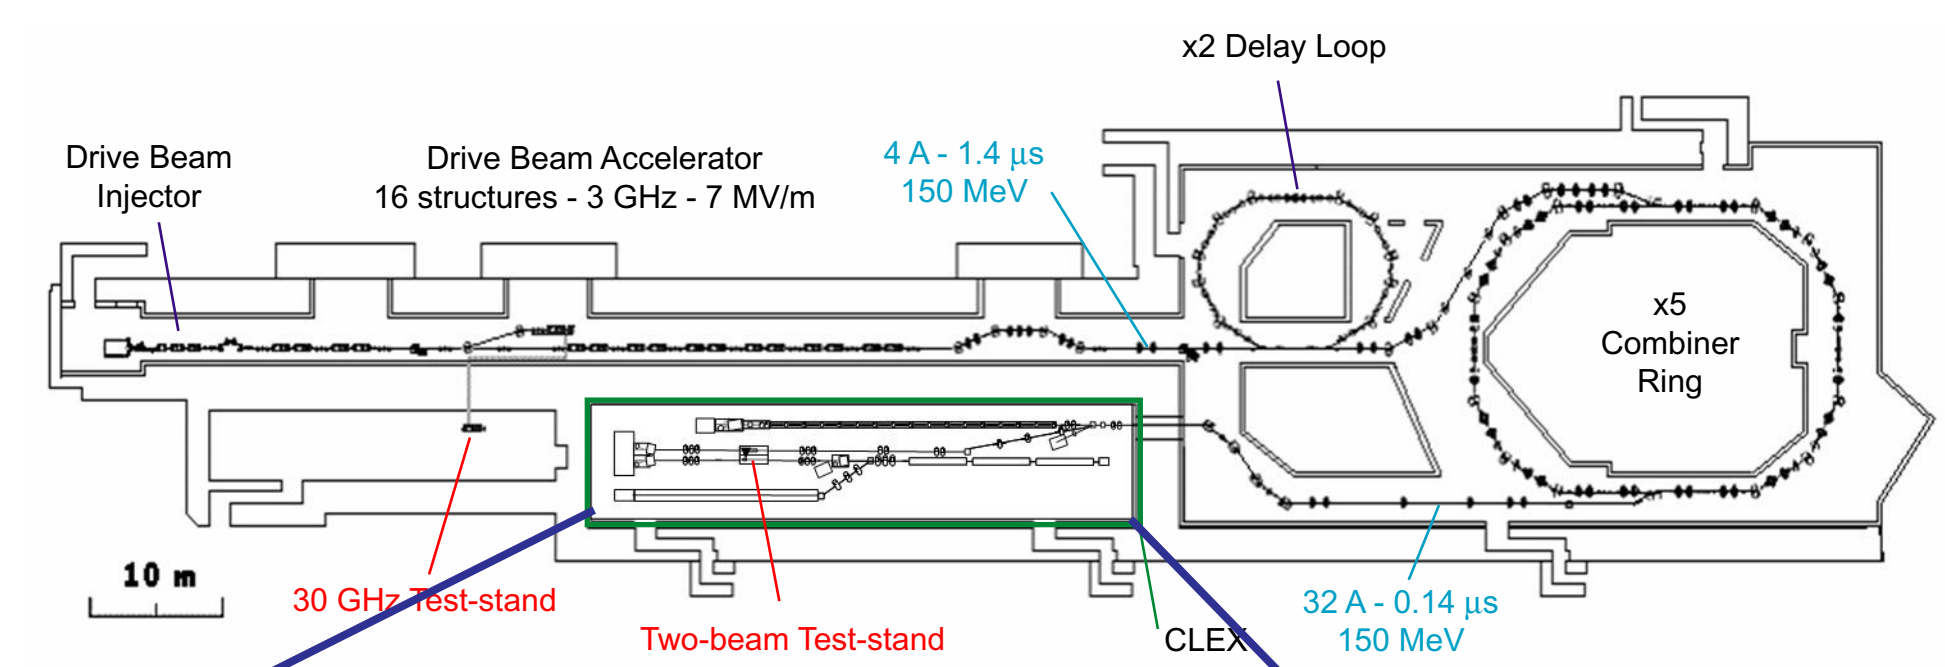 x2 Delay Loop
Drive Beam
Injector
Drive Beam Accelerator
16 structures - 3 GHz - 7 MV/m
4 A - 1.4 μs
150 MeV
x5
Combiner
Ring
10 m
30 GHz Test-stand
Two-beam Test-stand
CLEX
32 A - 0.14 μs
150 MeV